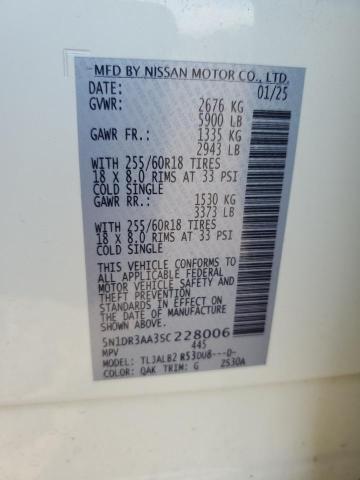 MFD BY NISSAN MOTOR CO., LTD.
DATE: 01/25
GVWR: 2676 KG
5900 LB
GAWR FR: 1335 KG
2943 LB
WITH 255/60R18 TIRES
18 X 8.0 RIMS AT 33 PSI
COLD SINGLE
GAWR RR: 1530 KG
3373 LB
WITH 255/60R18 TIRES
18 X 8.0 RIMS AT 33 PSI
COLD SINGLE
THIS VEHICLE CONFORMS TO
ALL APPLICABLE FEDERAL
MOTOR VEHICLE SAFETY AND
THEFT PREVENTION
STANDARDS IN EFFECT ON
THE DATE OF MANUFACTURE
SHOWN ABOVE.
5N1DR3AA3SC228006
MPV 445
TL3ALB2 R53DU8---D-
COLOR: QAK TRIM: G 2530A